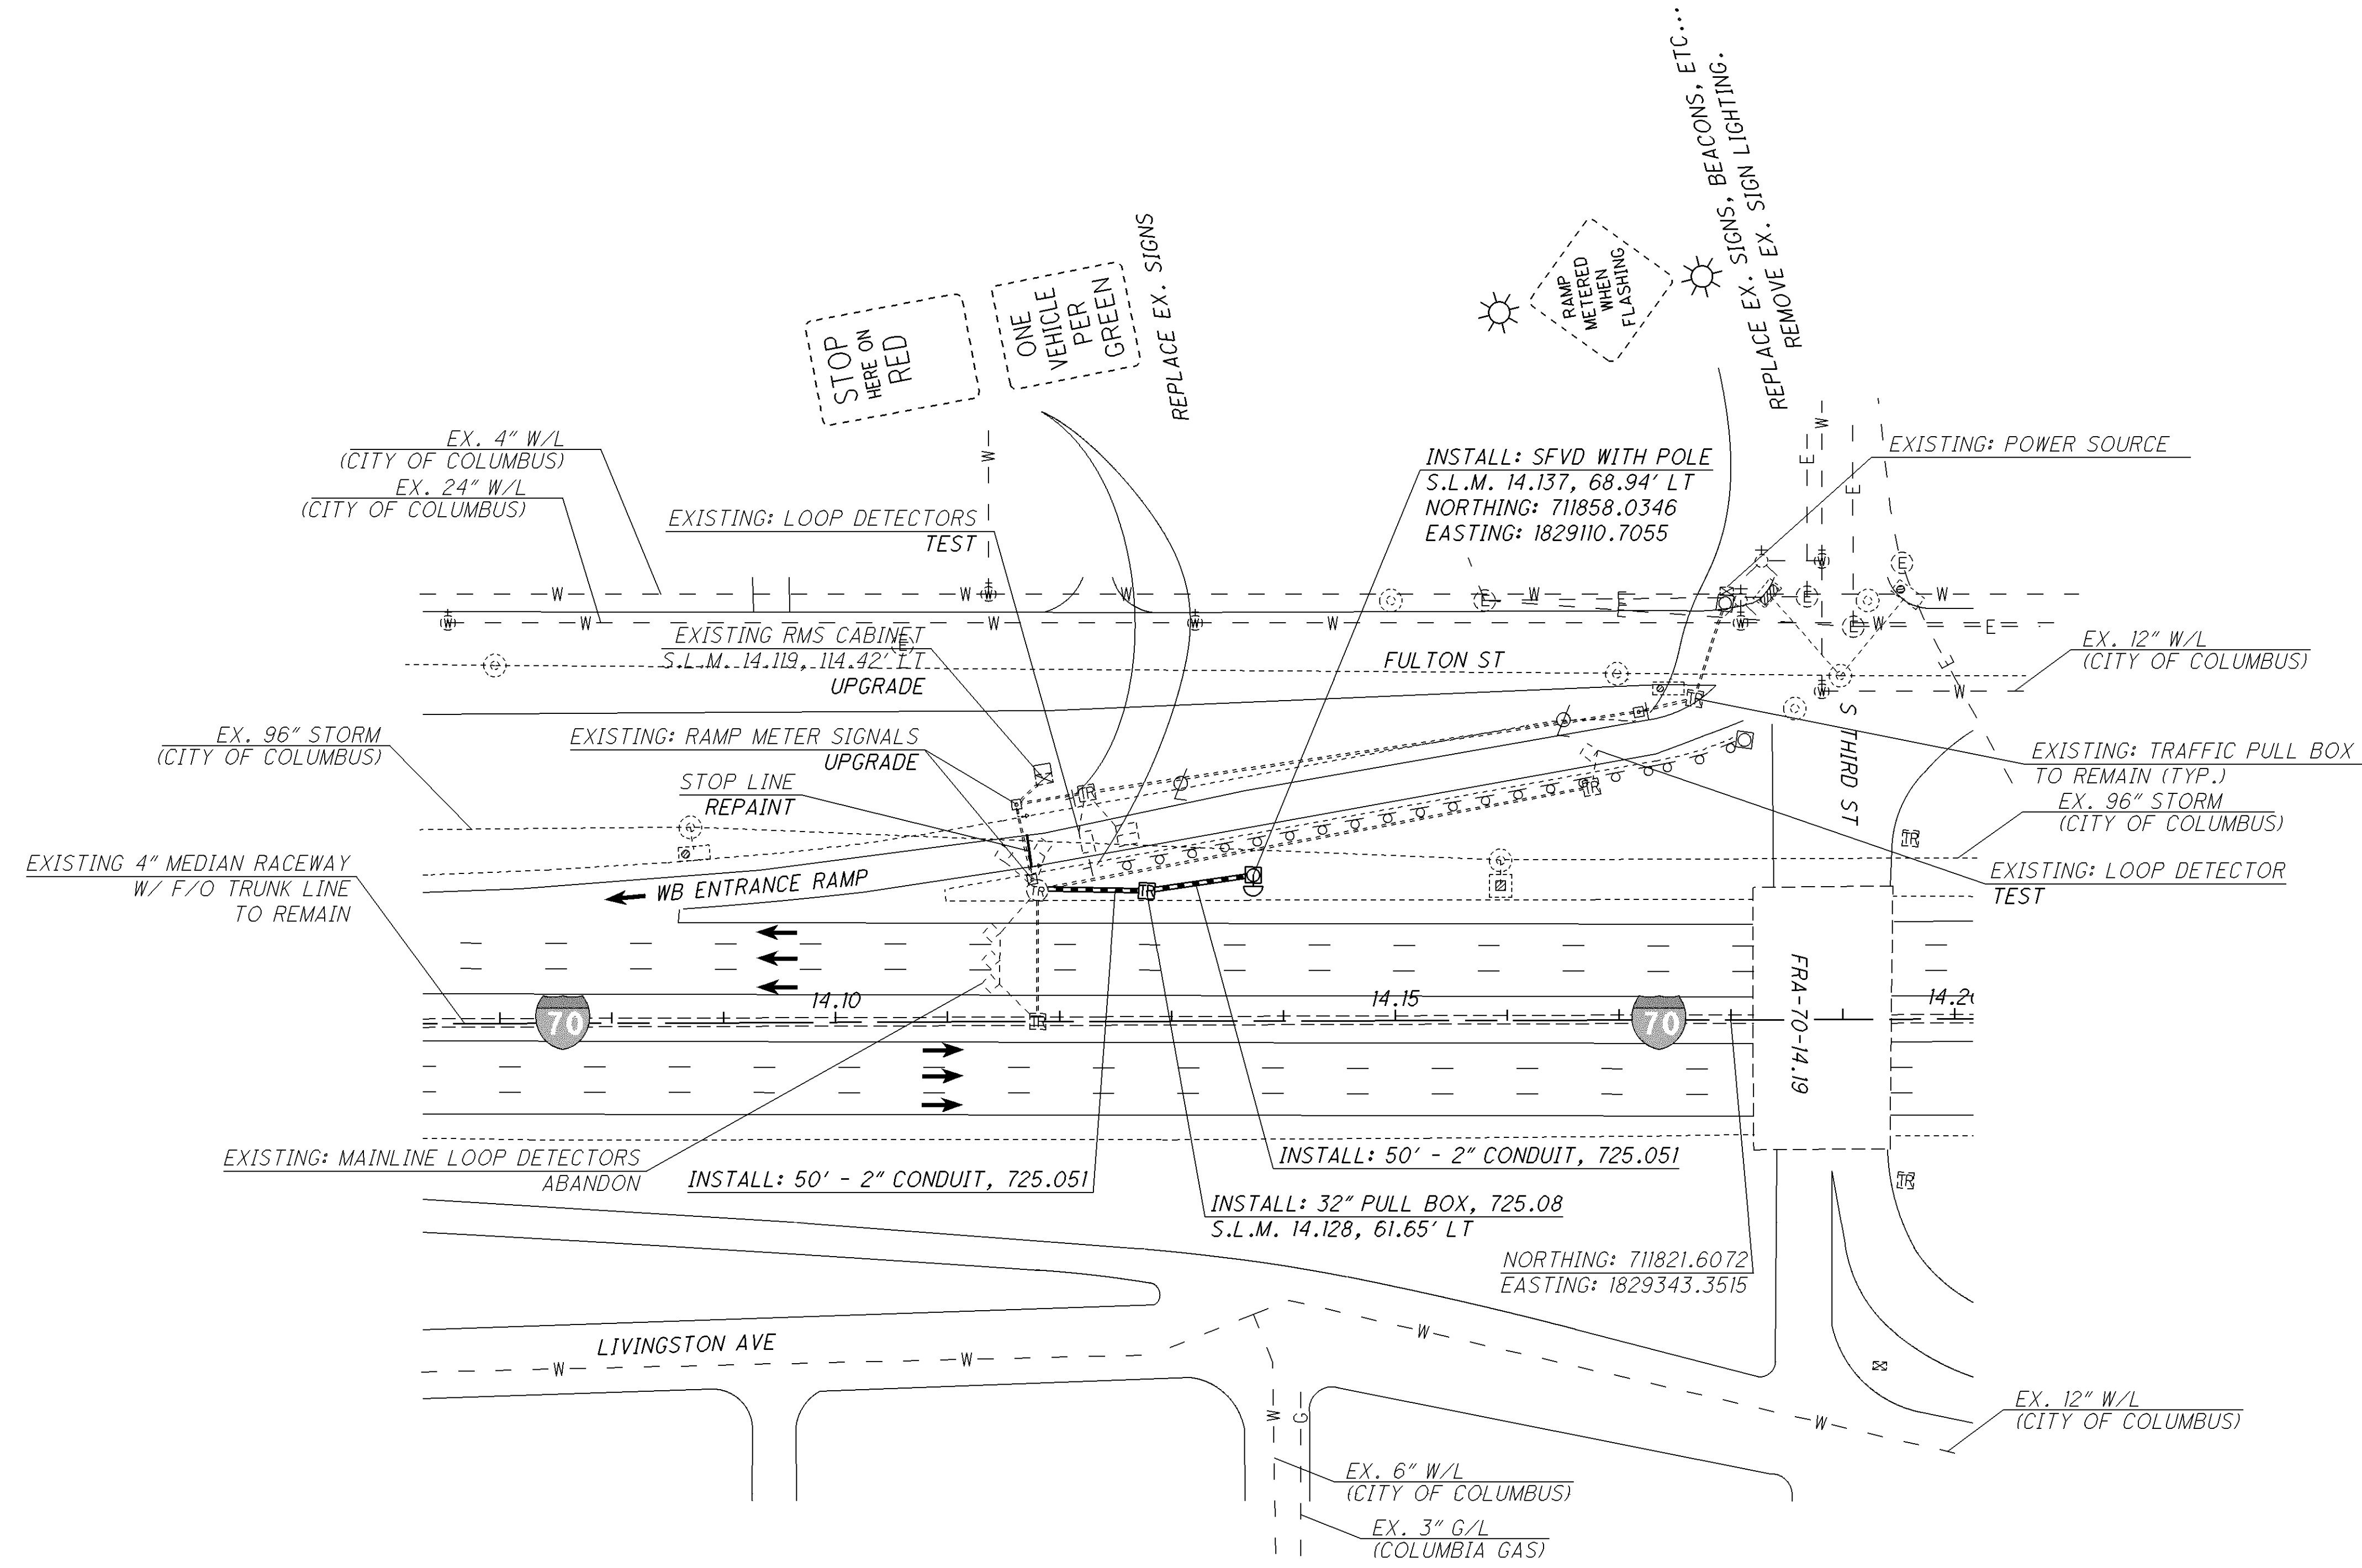 REPLACE EX. SIGNS, BEACONS, ETC...
REMOVE EX. SIGN LIGHTING.
STOP
HERE ON
RED
ONE
VEHICLE
PER
GREEN
REPLACE EX. SIGNS
RAMP
METERED
WHEN
FLASHING
EX. 4" W/L
(CITY OF COLUMBUS)
EX. 24" W/L
(CITY OF COLUMBUS)
EXISTING: LOOP DETECTORS
TEST
INSTALL: SFVD WITH POLE
S.L.M. 14.137, 68.94' LT
NORTHING: 711858.0346
EASTING: 1829110.7055
EXISTING: POWER SOURCE
EXISTING RMS CABINET
S.L.M. 14.119, 114.42' LT
UPGRADE
FULTON ST
EX. 12" W/L
(CITY OF COLUMBUS)
EX. 96" STORM
(CITY OF COLUMBUS)
EXISTING: RAMP METER SIGNALS
UPGRADE
STOP LINE
REPAINT
S THIRD ST
EXISTING: TRAFFIC PULL BOX
TO REMAIN (TYP.)
EX. 96" STORM
(CITY OF COLUMBUS)
EXISTING 4" MEDIAN RACEWAY
W/ F/O TRUNK LINE
TO REMAIN
WB ENTRANCE RAMP
EXISTING: LOOP DETECTOR
TEST
14.10
14.15
14.20
70
70
FRA-70-14.19
EXISTING: MAINLINE LOOP DETECTORS
ABANDON
INSTALL: 50' - 2" CONDUIT, 725.051
INSTALL: 50' - 2" CONDUIT, 725.051
INSTALL: 32" PULL BOX, 725.08
S.L.M. 14.128, 61.65' LT
NORTHING: 711821.6072
EASTING: 1829343.3515
LIVINGSTON AVE
EX. 12" W/L
(CITY OF COLUMBUS)
EX. 6" W/L
(CITY OF COLUMBUS)
EX. 3" G/L
(COLUMBIA GAS)